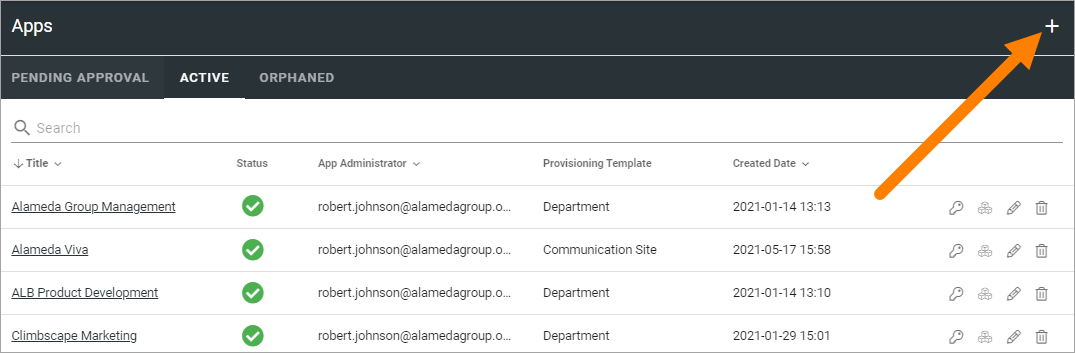 Apps
PENDING APPROVAL ACTIVE ORPHANED
Search
Title Status App Administrator Provisioning Template Created Date
Alameda Group Management robert.johnson@alamedagroup.o... Department 2021-01-14 13:13
Alameda Viva robert.johnson@alamedagroup.o... Communication Site 2021-05-17 15:58
ALB Product Development robert.johnson@alamedagroup.o... Department 2021-01-14 13:10
Climbscape Marketing robert.johnson@alamedagroup.o... Department 2021-01-29 15:01